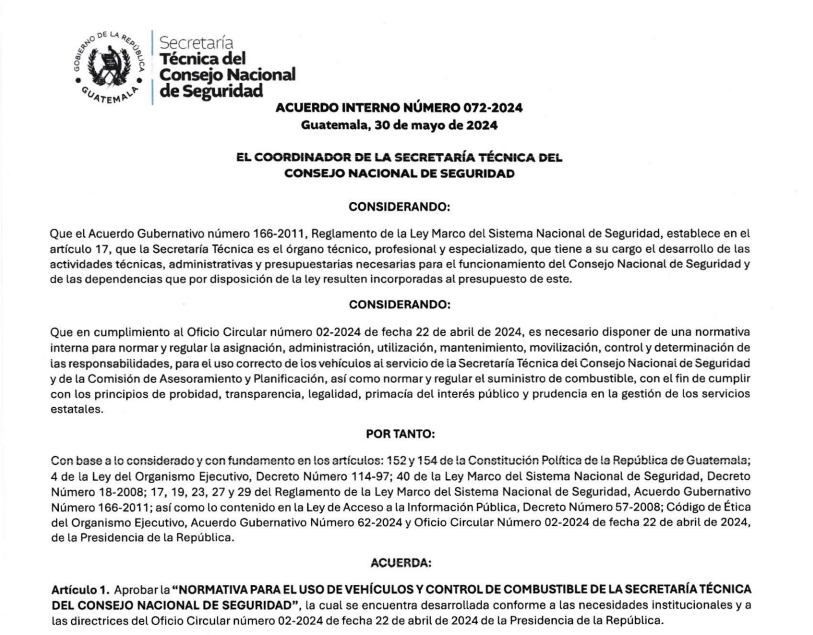 GOBIERNO DE LA REPÚBLICA
GUATEMALA
Secretaría
Técnica del
Consejo Nacional
de Seguridad
ACUERDO INTERNO NÚMERO 072-2024
Guatemala, 30 de mayo de 2024
EL COORDINADOR DE LA SECRETARÍA TÉCNICA DEL
CONSEJO NACIONAL DE SEGURIDAD
CONSIDERANDO:
Que el Acuerdo Gubernativo número 166-2011, Reglamento de la Ley Marco del Sistema Nacional de Seguridad, establece en el
artículo 17, que la Secretaría Técnica es el órgano técnico, profesional y especializado, que tiene a su cargo el desarrollo de las
actividades técnicas, administrativas y presupuestarias necesarias para el funcionamiento del Consejo Nacional de Seguridad y
de las dependencias que por disposición de la ley resulten incorporadas al presupuesto de este.
CONSIDERANDO:
Que en cumplimiento al Oficio Circular número 02-2024 de fecha 22 de abril de 2024, es necesario disponer de una normativa
interna para normar y regular la asignación, administración, utilización, mantenimiento, movilización, control y determinación de
las responsabilidades, para el uso correcto de los vehículos al servicio de la Secretaría Técnica del Consejo Nacional de Seguridad
y de la Comisión de Asesoramiento y Planificación, así como normar y regular el suministro de combustible, con el fin de cumplir
con los principios de probidad, transparencia, legalidad, primacía del interés público y prudencia en la gestión de los servicios
estatales.
POR TANTO:
Con base a lo considerado y con fundamento en los artículos: 152 y 154 de la Constitución Política de la República de Guatemala;
4 de la Ley del Organismo Ejecutivo, Decreto Número 114-97; 40 de la Ley Marco del Sistema Nacional de Seguridad, Decreto
Número 18-2008; 17, 19, 23, 27 y 29 del Reglamento de la Ley Marco del Sistema Nacional de Seguridad, Acuerdo Gubernativo
Número 166-2011; así como lo contenido en la Ley de Acceso a la Información Pública, Decreto Número 57-2008; Código de Ética
del Organismo Ejecutivo, Acuerdo Gubernativo Número 62-2024 y Oficio Circular Número 02-2024 de fecha 22 de abril de 2024,
de la Presidencia de la República.
ACUERDA:
Artículo 1. Aprobar la “NORMATIVA PARA EL USO DE VEHÍCULOS Y CONTROL DE COMBUSTIBLE DE LA SECRETARÍA TÉCNICA
DEL CONSEJO NACIONAL DE SEGURIDAD”, la cual se encuentra desarrollada conforme a las necesidades institucionales y a
las directrices del Oficio Circular número 02-2024 de fecha 22 de abril de 2024 de la Presidencia de la República.